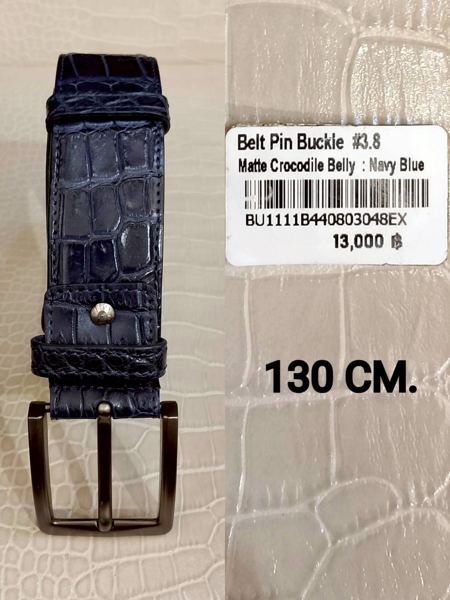 Belt Pin Buckle #3.8
Matte Crocodile Belly : Navy Blue
BU1111B440803048EX
13,000 ฿
130 CM.